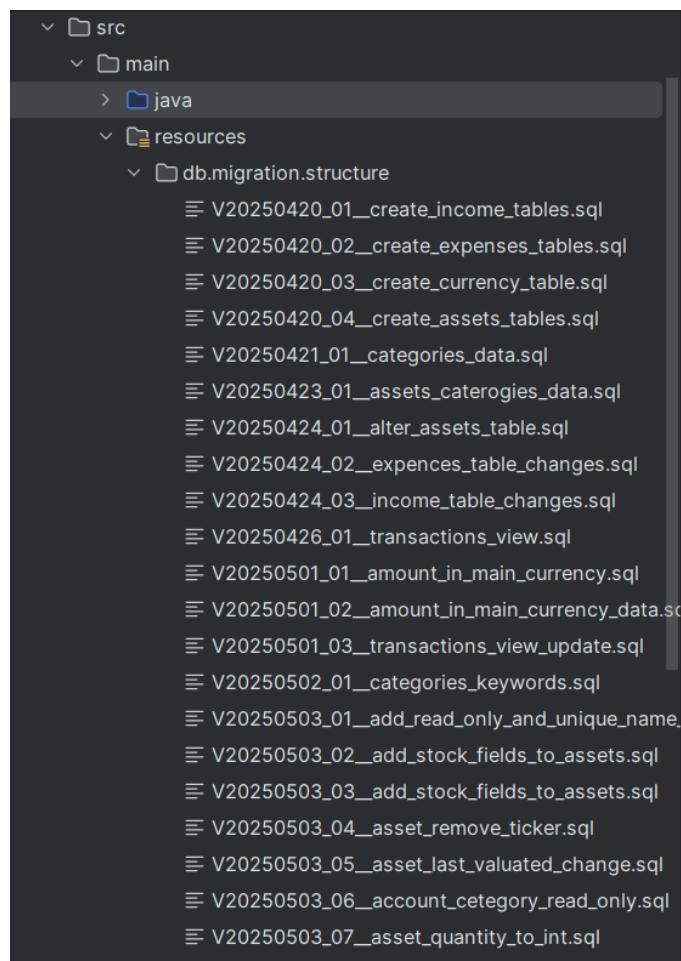 src
main
java
resources
db.migration.structure
V20250420_01__create_income_tables.sql
V20250420_02__create_expenses_tables.sql
V20250420_03__create_currency_table.sql
V20250420_04__create_assets_tables.sql
V20250421_01__categories_data.sql
V20250423_01__assets_caterogies_data.sql
V20250424_01__alter_assets_table.sql
V20250424_02__expences_table_changes.sql
V20250424_03__income_table_changes.sql
V20250426_01__transactions_view.sql
V20250501_01__amount_in_main_currency.sql
V20250501_02__amount_in_main_currency_data.s
V20250501_03__transactions_view_update.sql
V20250502_01__categories_keywords.sql
V20250503_01__add_read_only_and_unique_name_
V20250503_02__add_stock_fields_to_assets.sql
V20250503_03__add_stock_fields_to_assets.sql
V20250503_04__asset_remove_ticker.sql
V20250503_05__asset_last_valuated_change.sql
V20250503_06__account_cetegory_read_only.sql
V20250503_07__asset_quantity_to_int.sql